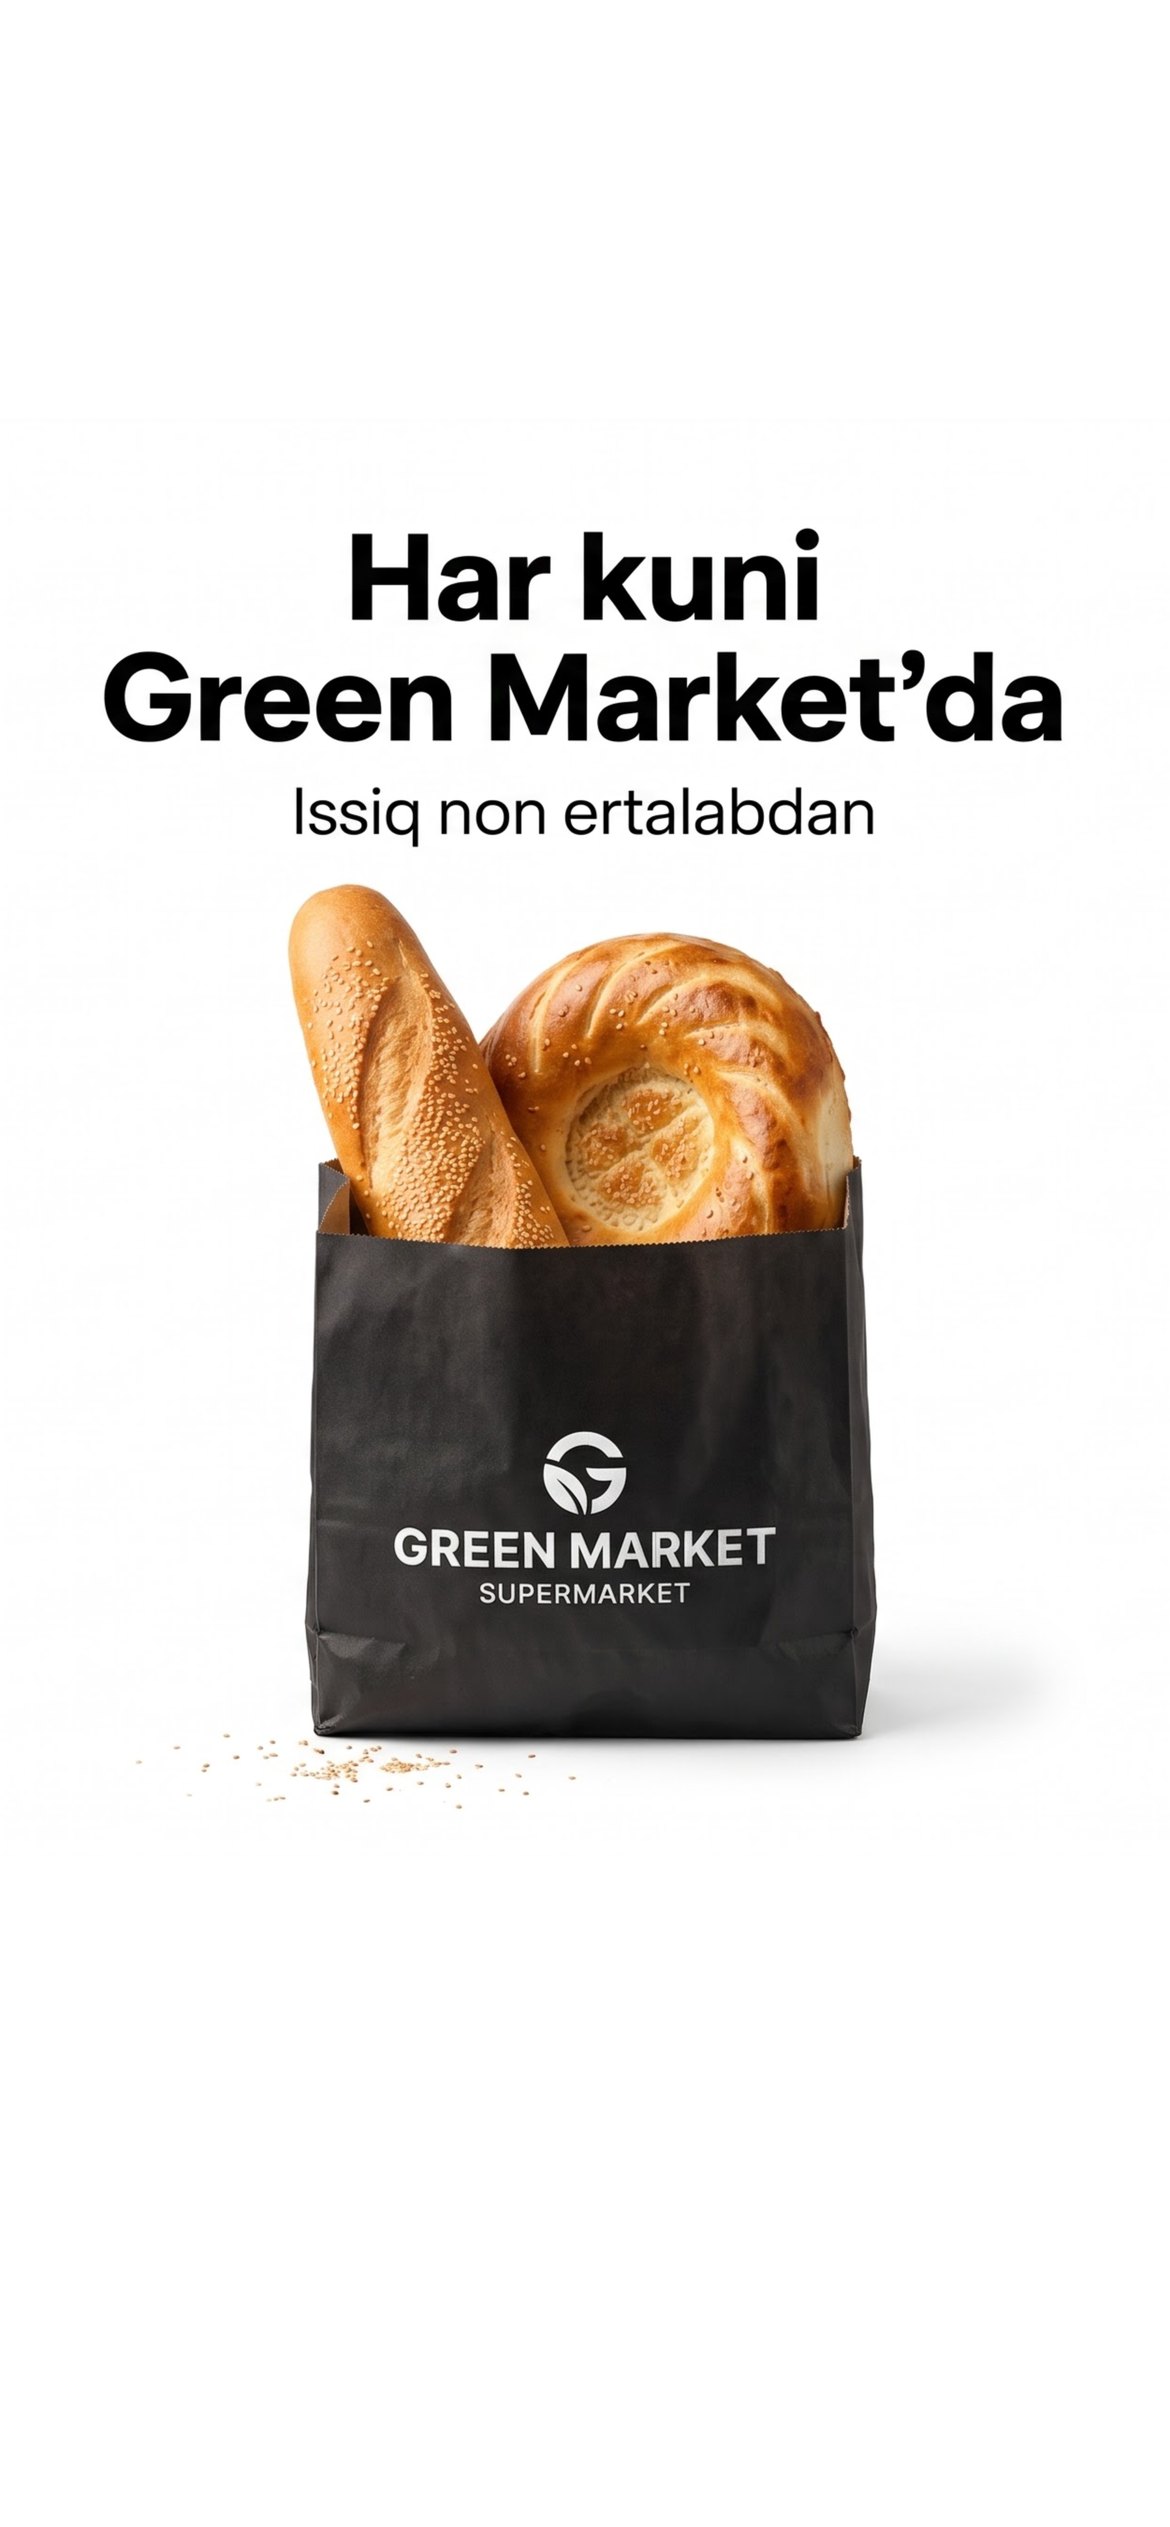 Har kuni
Green Market’da
Issiq non ertalabdan
GREEN MARKET
SUPERMARKET